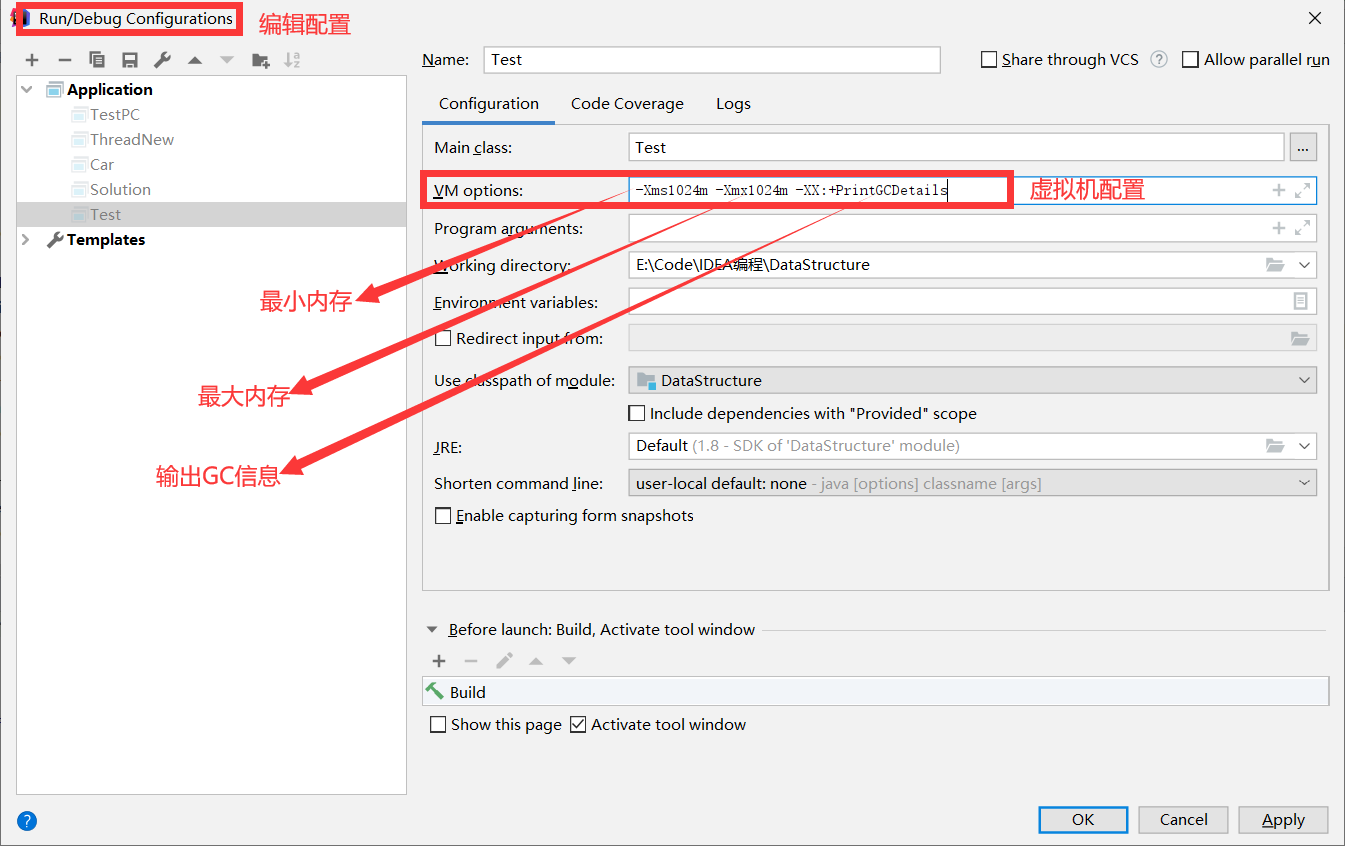 Run/Debug Configurations
编辑配置
Name:
Test
Share through VCS
?
Allow parallel run
Application
TestPC
ThreadNew
Car
Solution
Test
Templates
Configuration
Code Coverage
Logs
Main class:
Test
...
VM options:
-Xms1024m -Xmx1024m -XX:+PrintGCDetails
虚拟机配置
Program arguments:
Working directory:
E:\Code\IDEA编程\DataStructure
最小内存
Environment variables:
Redirect input from:
Use classpath of module:
DataStructure
最大内存
Include dependencies with "Provided" scope
JRE:
Default (1.8 - SDK of 'DataStructure' module)
输出GC信息
Shorten command line:
user-local default: none - java [options] classname [args]
Enable capturing form snapshots
Before launch: Build, Activate tool window
Build
Show this page
Activate tool window
?
OK
Cancel
Apply